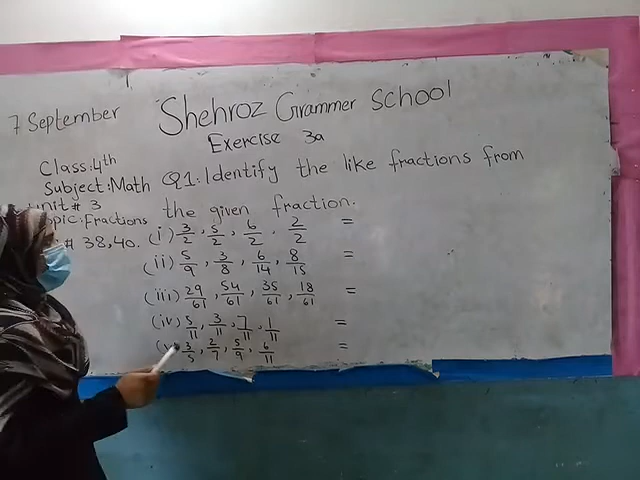 7 September Shehroz Grammer school
Exercise 3a
Class:4th
Subject:Math Q1:Identify the like fractions from
unit# 3 the given fraction.
Topic:Fractions
# 38,40. (i) 3/2, 5/2, 6/2, 2/2 =
(ii) 5/9, 3/8, 6/14, 8/15 =
(iii) 29/61, 54/61, 35/61, 18/61 =
(iv) 5/11, 3/11, 7/11, 1/11 =
(v) 3/5, 2/7, 5/9, 6/11 =